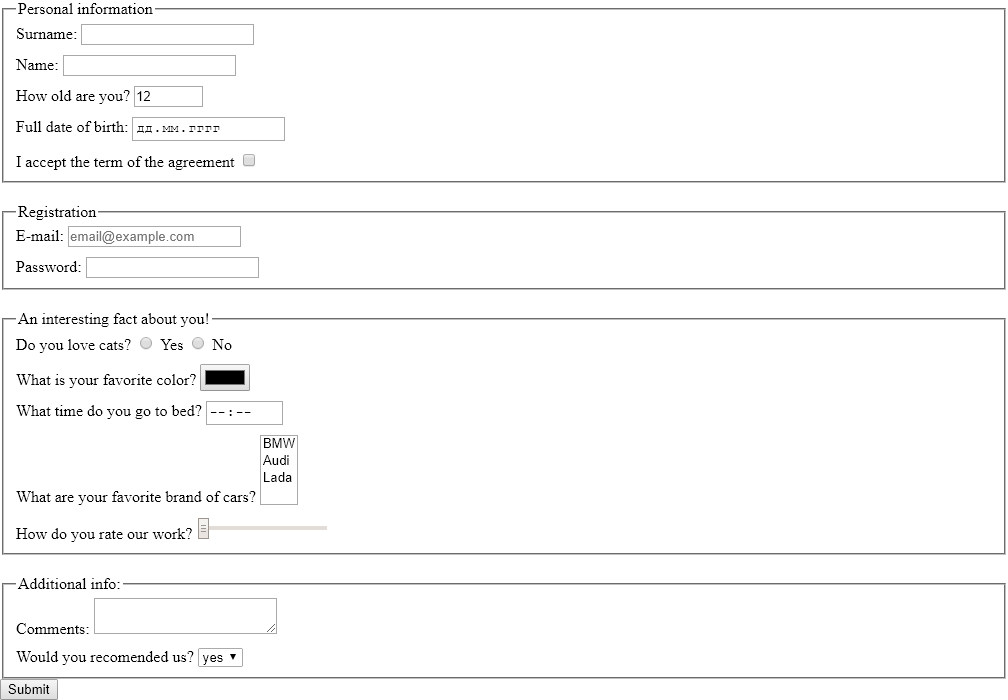 Personal information
Surname:
Name:
How old are you? 12
Full date of birth: дд.мм.гггг
I accept the term of the agreement
Registration
E-mail: email@example.com
Password:
An interesting fact about you!
Do you love cats? Yes No
What is your favorite color?
What time do you go to bed? --:--
BMW
Audi
Lada
What are your favorite brand of cars?
How do you rate our work?
Additional info:
Comments:
Would you recomended us? yes
Submit